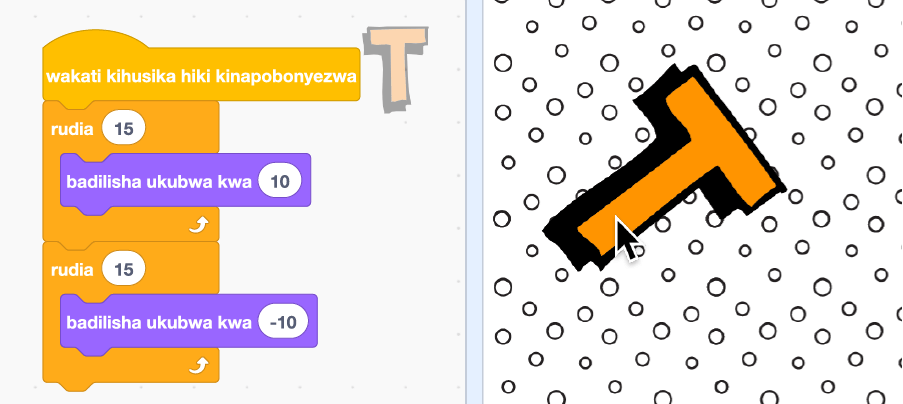 wakati kihusika hiki kinapobonyezwa
rudia 15
badilisha ukubwa kwa 10
rudia 15
badilisha ukubwa kwa -10
T